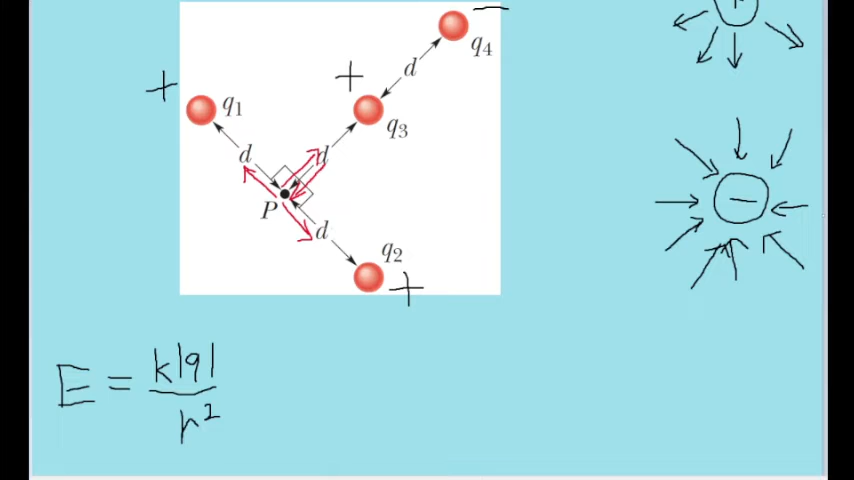 −
q4
d
+
+
q1
q3
d
d
P
d
q2
+
+
−
E = k|q| / r²